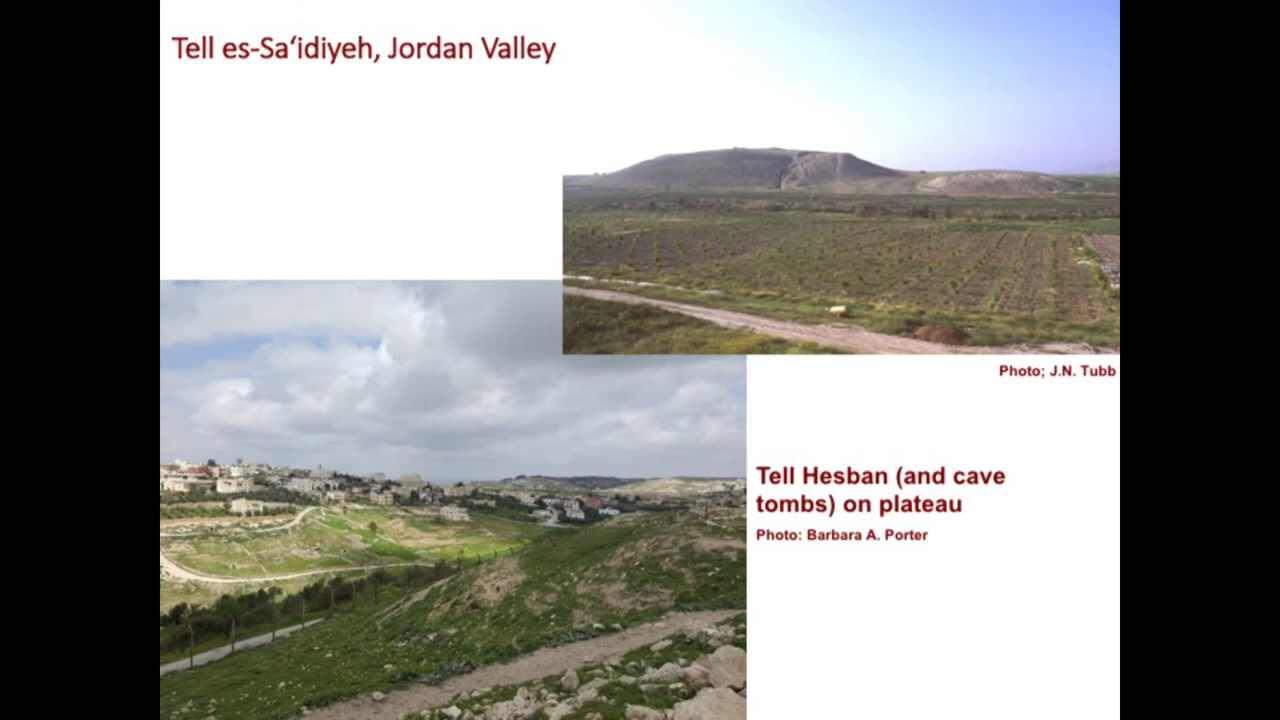 Tell es-Sa‘idiyeh, Jordan Valley
Photo; J.N. Tubb
Tell Hesban (and cave
tombs) on plateau
Photo: Barbara A. Porter